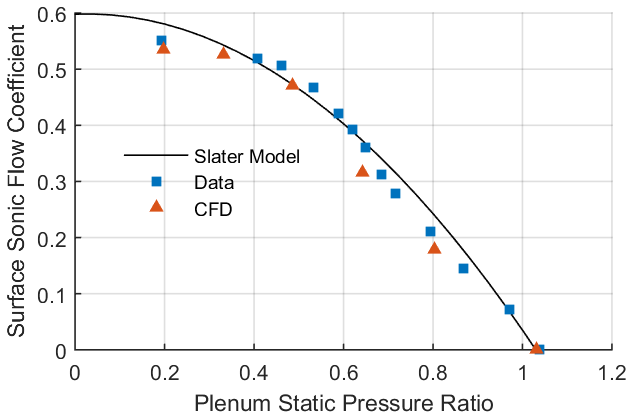 Surface Sonic Flow Coefficient
0.6
0.5
0.4
0.3
0.2
0.1
0
Slater Model
Data
CFD
0 0.2 0.4 0.6 0.8 1 1.2
Plenum Static Pressure Ratio